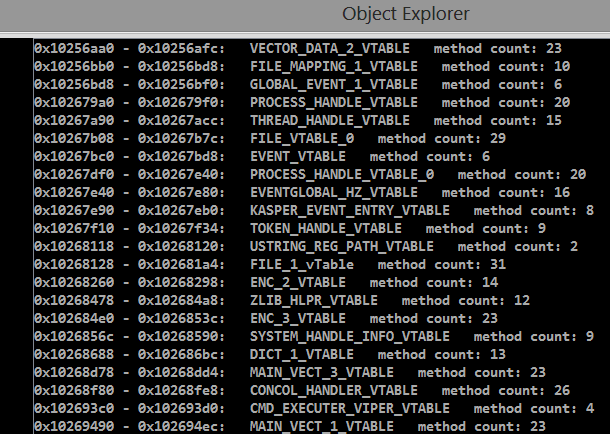 Object Explorer
0x10256aa0 - 0x10256afc: VECTOR_DATA_2_VTABLE method count: 23
0x10256bb0 - 0x10256bd8: FILE_MAPPING_1_VTABLE method count: 10
0x10256bd8 - 0x10256bf0: GLOBAL_EVENT_1_VTABLE method count: 6
0x102679a0 - 0x102679f0: PROCESS_HANDLE_VTABLE method count: 20
0x10267a90 - 0x10267acc: THREAD_HANDLE_VTABLE method count: 15
0x10267b08 - 0x10267b7c: FILE_VTABLE_0 method count: 29
0x10267bc0 - 0x10267bd8: EVENT_VTABLE method count: 6
0x10267df0 - 0x10267e40: PROCESS_HANDLE_VTABLE_0 method count: 20
0x10267e40 - 0x10267e80: EVENTGLOBAL_HZ_VTABLE method count: 16
0x10267e90 - 0x10267eb0: KASPER_EVENT_ENTRY_VTABLE method count: 8
0x10267f10 - 0x10267f34: TOKEN_HANDLE_VTABLE method count: 9
0x10268118 - 0x10268120: USTRING_REG_PATH_VTABLE method count: 2
0x10268128 - 0x102681a4: FILE_1_vTable method count: 31
0x10268260 - 0x10268298: ENC_2_VTABLE method count: 14
0x10268478 - 0x102684a8: ZLIB_HLPR_VTABLE method count: 12
0x102684e0 - 0x1026853c: ENC_3_VTABLE method count: 23
0x1026856c - 0x10268590: SYSTEM_HANDLE_INFO_VTABLE method count: 9
0x10268688 - 0x102686bc: DICT_1_VTABLE method count: 13
0x10268d78 - 0x10268dd4: MAIN_VECT_3_VTABLE method count: 23
0x10268f80 - 0x10268fe8: CONCOL_HANDLER_VTABLE method count: 26
0x102693c0 - 0x102693d0: CMD_EXECUTER_VIPER_VTABLE method count: 4
0x10269490 - 0x102694ec: MAIN_VECT_1_VTABLE method count: 23